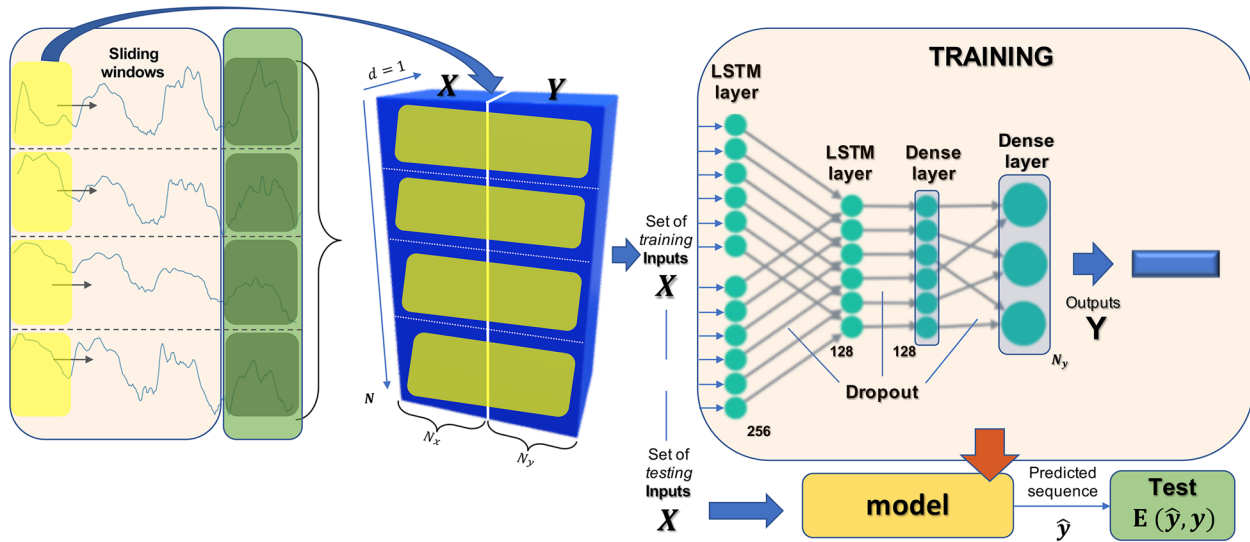 Sliding
windows
d = 1
X
Y
N
N_x
N_y
Set of
training
Inputs
X
Set of
testing
Inputs
X
TRAINING
LSTM
layer
LSTM
layer
Dense
layer
Dense
layer
256
128
128
Dropout
N_y
Outputs
Y
model
Predicted
sequence
ŷ
Test
E (ŷ, y)